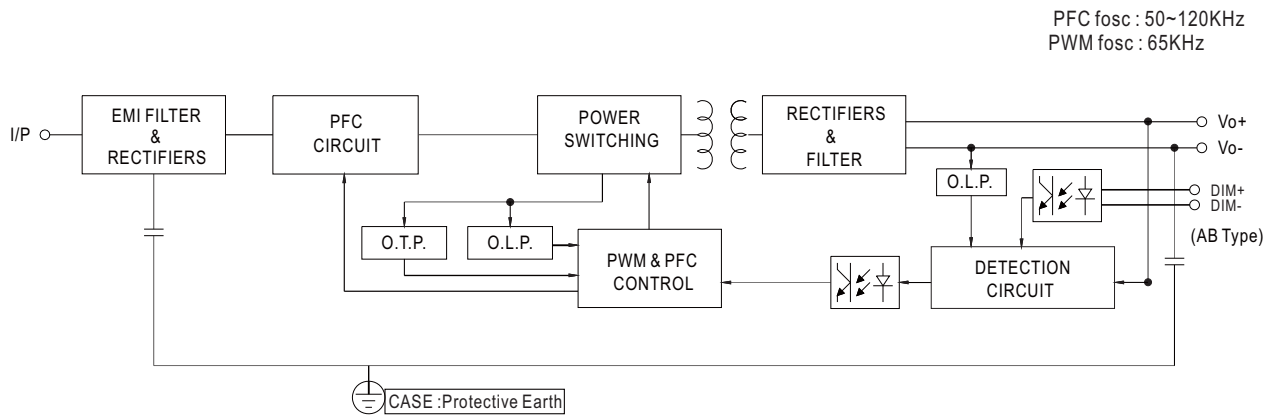 PFC fosc : 50~120KHz
PWM fosc : 65KHz
I/P
EMI FILTER
&
RECTIFIERS
PFC
CIRCUIT
POWER
SWITCHING
RECTIFIERS
&
FILTER
Vo+
Vo-
O.L.P.
DIM+
DIM-
(AB Type)
O.T.P.
O.L.P.
PWM & PFC
CONTROL
DETECTION
CIRCUIT
CASE :Protective Earth